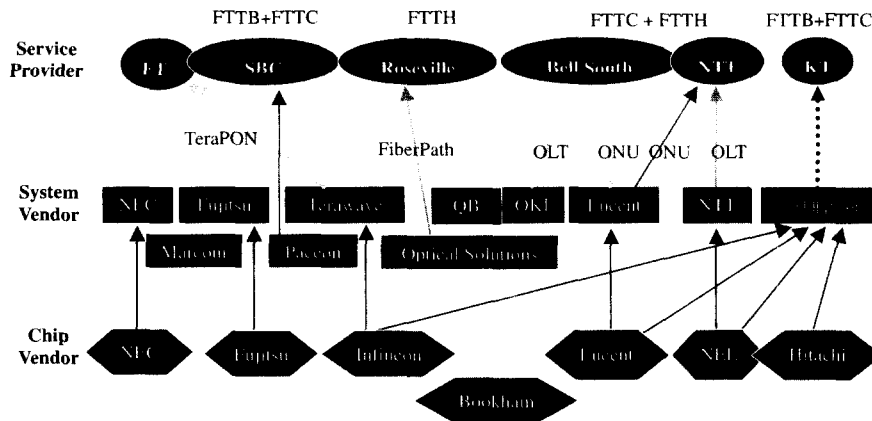 FTTB+FTTC FTTH FTTC + FTTH FTTB+FTTC
Service Provider
FT SBC Roseville Bell South NTT KT
TeraPON FiberPath OLT ONU ONU OLT
System Vendor
NEC Fujitsu Terawave QB OKI Lucent NTT
Marconi Paceon Optical Solutions
Chip Vendor
NEC Fujitsu Infineon Lucent NEL Hitachi
Bookham